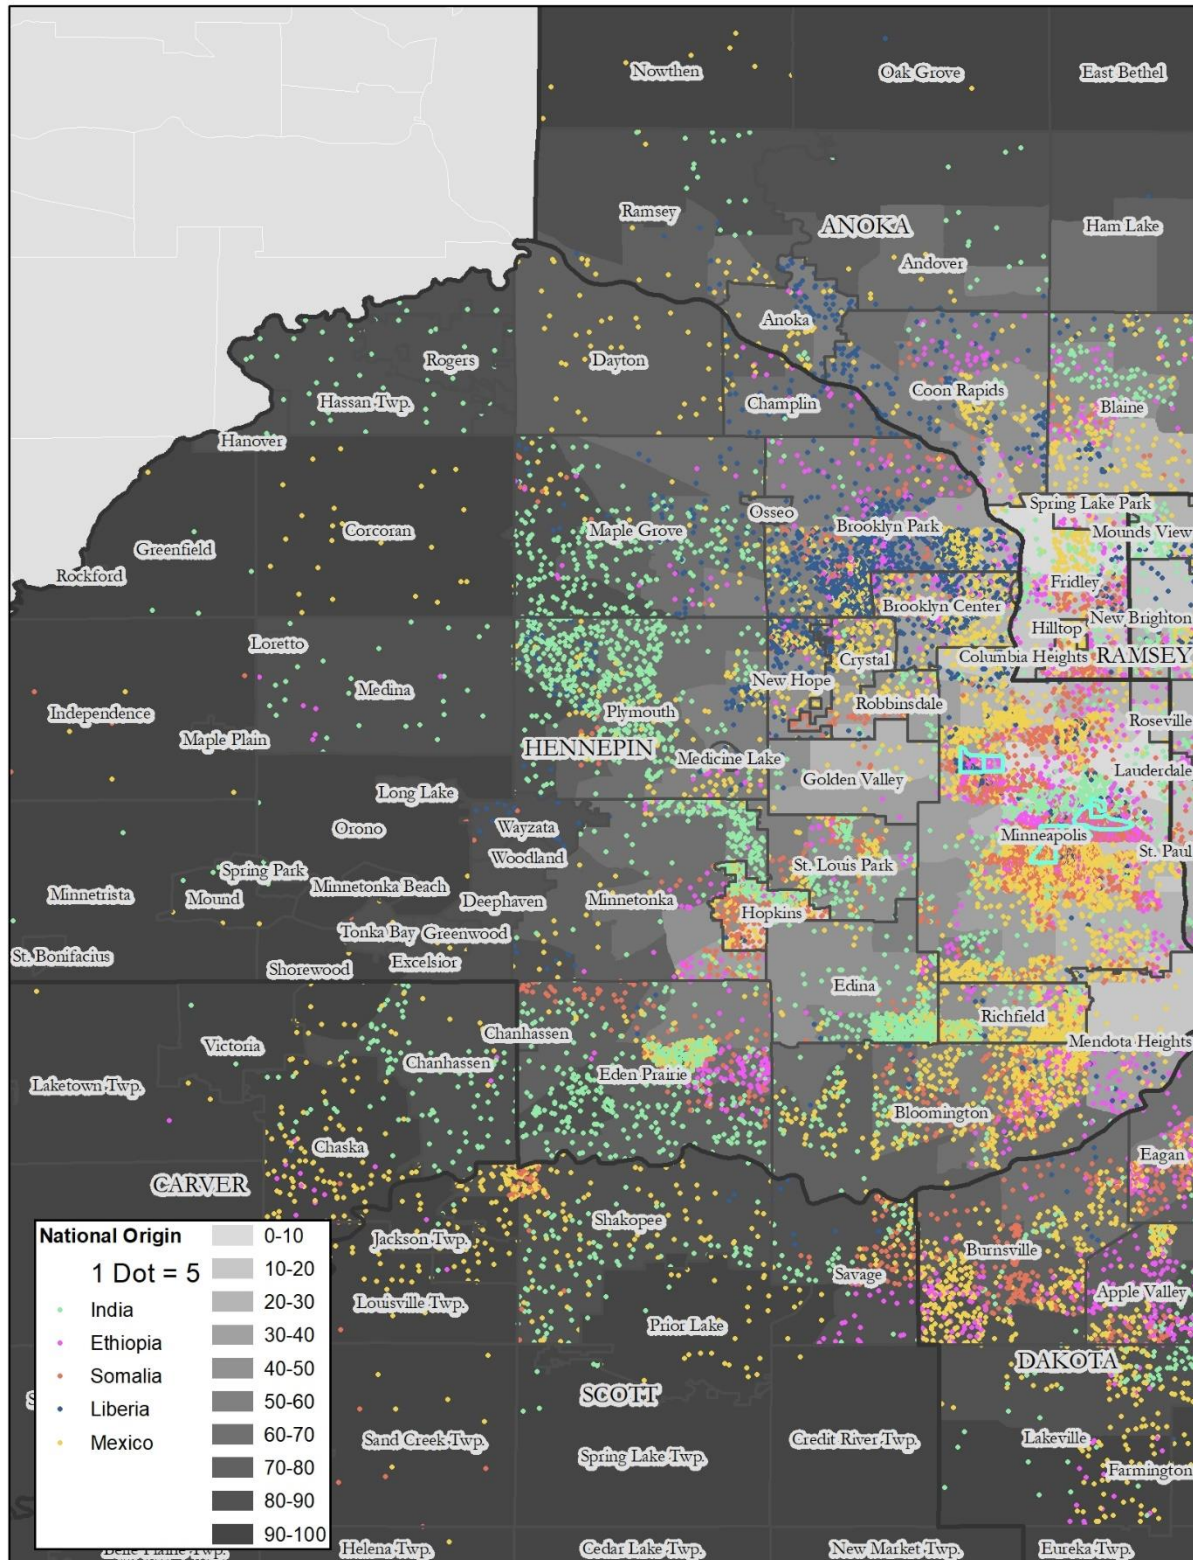 Nowthen
Oak Grove
East Bethel
Ramsey
ANOKA
Ham Lake
Andover
Anoka
Rogers
Dayton
Coon Rapids
Hassan Twp.
Champlin
Blaine
Hanover
Spring Lake Park
Osseo
Corcoran
Maple Grove
Brooklyn Park
Mounds View
Greenfield
Rockford
Fridley
Brooklyn Center
New Brighton
Hilltop
Loretto
Crystal
Columbia Heights
RAMSEY
Medina
New Hope
Robbinsdale
Independence
Plymouth
Roseville
Maple Plain
HENNEPIN
Medicine Lake
Golden Valley
Lauderdale
Long Lake
Orono
Wayzata
Minneapolis
Woodland
St. Louis Park
St. Paul
Spring Park
Minnetrista
Mound
Minnetonka Beach
Deephaven
Minnetonka
Hopkins
Tonka Bay
Greenwood
St. Bonifacius
Shorewood
Excelsior
Edina
Richfield
Chanhassen
Victoria
Mendota Heights
Chanhassen
Laketown Twp.
Eden Prairie
Bloomington
Chaska
Eagan
CARVER
Shakopee
Jackson Twp.
Burnsville
Savage
Louisville Twp.
Apple Valley
Prior Lake
DAKOTA
SCOTT
Sand Creek Twp.
Spring Lake Twp.
Credit River Twp.
Lakeville
Farmington
Belle Plaine Twp.
Helena Twp.
Cedar Lake Twp.
New Market Twp.
Eureka Twp.
National Origin
1 Dot = 5
India
Ethiopia
Somalia
Liberia
Mexico
0-10
10-20
20-30
30-40
40-50
50-60
60-70
70-80
80-90
90-100